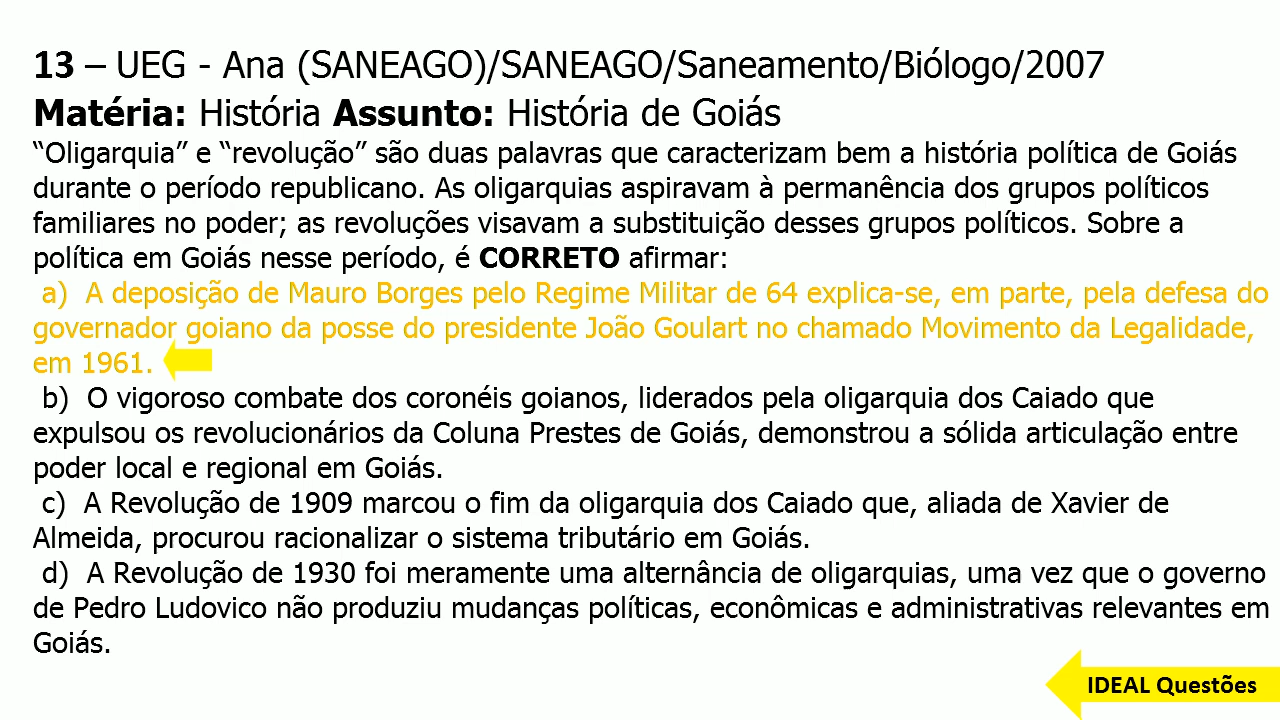 13 – UEG - Ana (SANEAGO)/SANEAGO/Saneamento/Biólogo/2007
Matéria: História Assunto: História de Goiás
“Oligarquia” e “revolução” são duas palavras que caracterizam bem a história política de Goiás
durante o período republicano. As oligarquias aspiravam à permanência dos grupos políticos
familiares no poder; as revoluções visavam a substituição desses grupos políticos. Sobre a
política em Goiás nesse período, é CORRETO afirmar:
a) A deposição de Mauro Borges pelo Regime Militar de 64 explica-se, em parte, pela defesa do
governador goiano da posse do presidente João Goulart no chamado Movimento da Legalidade,
em 1961.
b) O vigoroso combate dos coronéis goianos, liderados pela oligarquia dos Caiado que
expulsou os revolucionários da Coluna Prestes de Goiás, demonstrou a sólida articulação entre
poder local e regional em Goiás.
c) A Revolução de 1909 marcou o fim da oligarquia dos Caiado que, aliada de Xavier de
Almeida, procurou racionalizar o sistema tributário em Goiás.
d) A Revolução de 1930 foi meramente uma alternância de oligarquias, uma vez que o governo
de Pedro Ludovico não produziu mudanças políticas, econômicas e administrativas relevantes em
Goiás.
IDEAL Questões